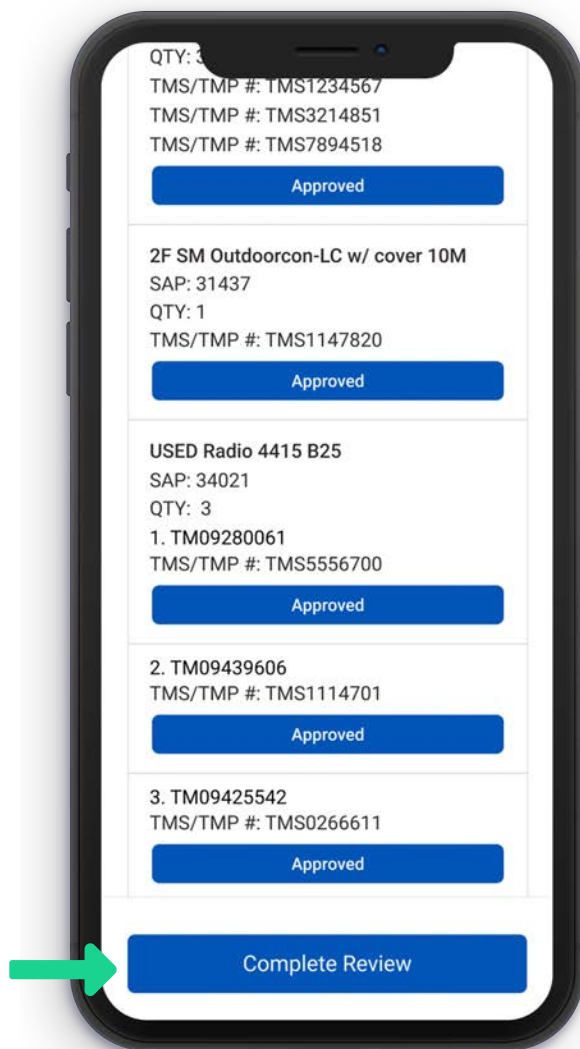 QTY: 3
TMS/TMP #: TMS1234567
TMS/TMP #: TMS3214851
TMS/TMP #: TMS7894518
Approved
2F SM Outdoorcon-LC w/ cover 10M
SAP: 31437
QTY: 1
TMS/TMP #: TMS1147820
Approved
USED Radio 4415 B25
SAP: 34021
QTY: 3
1. TM09280061
TMS/TMP #: TMS5556700
Approved
2. TM09439606
TMS/TMP #: TMS1114701
Approved
3. TM09425542
TMS/TMP #: TMS0266611
Approved
Complete Review